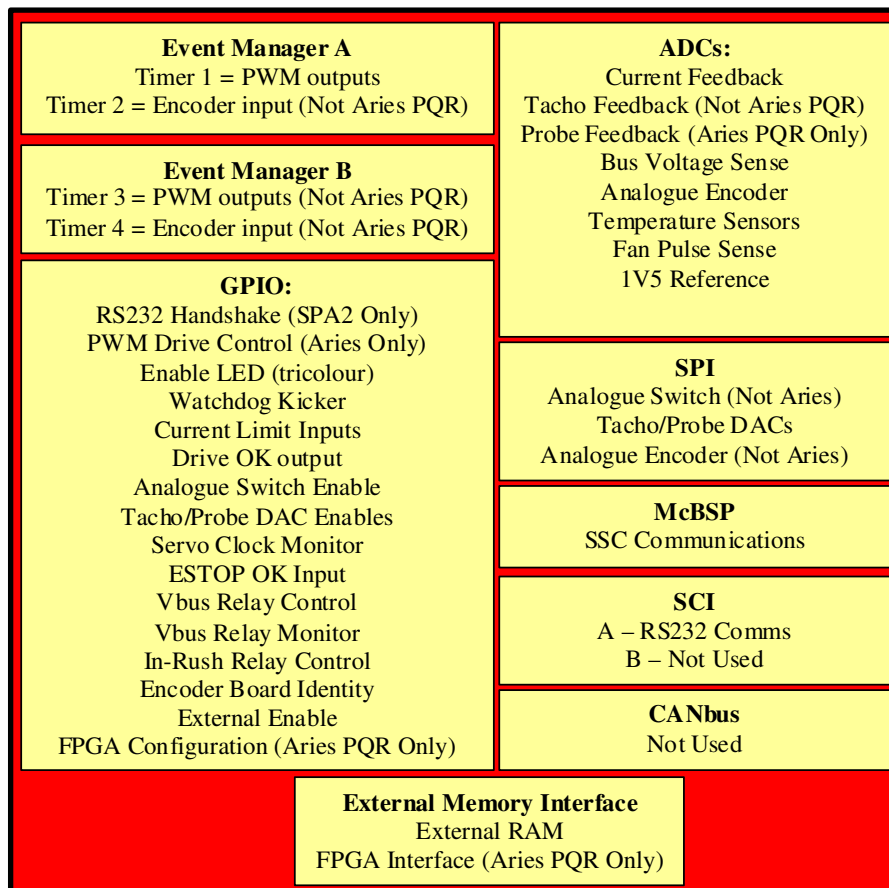 Event Manager A
Timer 1 = PWM outputs
Timer 2 = Encoder input (Not Aries PQR)
Event Manager B
Timer 3 = PWM outputs (Not Aries PQR)
Timer 4 = Encoder input (Not Aries PQR)
GPIO:
RS232 Handshake (SPA2 Only)
PWM Drive Control (Aries Only)
Enable LED (tricolour)
Watchdog Kicker
Current Limit Inputs
Drive OK output
Analogue Switch Enable
Tacho/Probe DAC Enables
Servo Clock Monitor
ESTOP OK Input
Vbus Relay Control
Vbus Relay Monitor
In-Rush Relay Control
Encoder Board Identity
External Enable
FPGA Configuration (Aries PQR Only)
ADCs:
Current Feedback
Tacho Feedback (Not Aries PQR)
Probe Feedback (Aries PQR Only)
Bus Voltage Sense
Analogue Encoder
Temperature Sensors
Fan Pulse Sense
1V5 Reference
SPI
Analogue Switch (Not Aries)
Tacho/Probe DACs
Analogue Encoder (Not Aries)
McBSP
SSC Communications
SCI
A – RS232 Comms
B – Not Used
CANbus
Not Used
External Memory Interface
External RAM
FPGA Interface (Aries PQR Only)